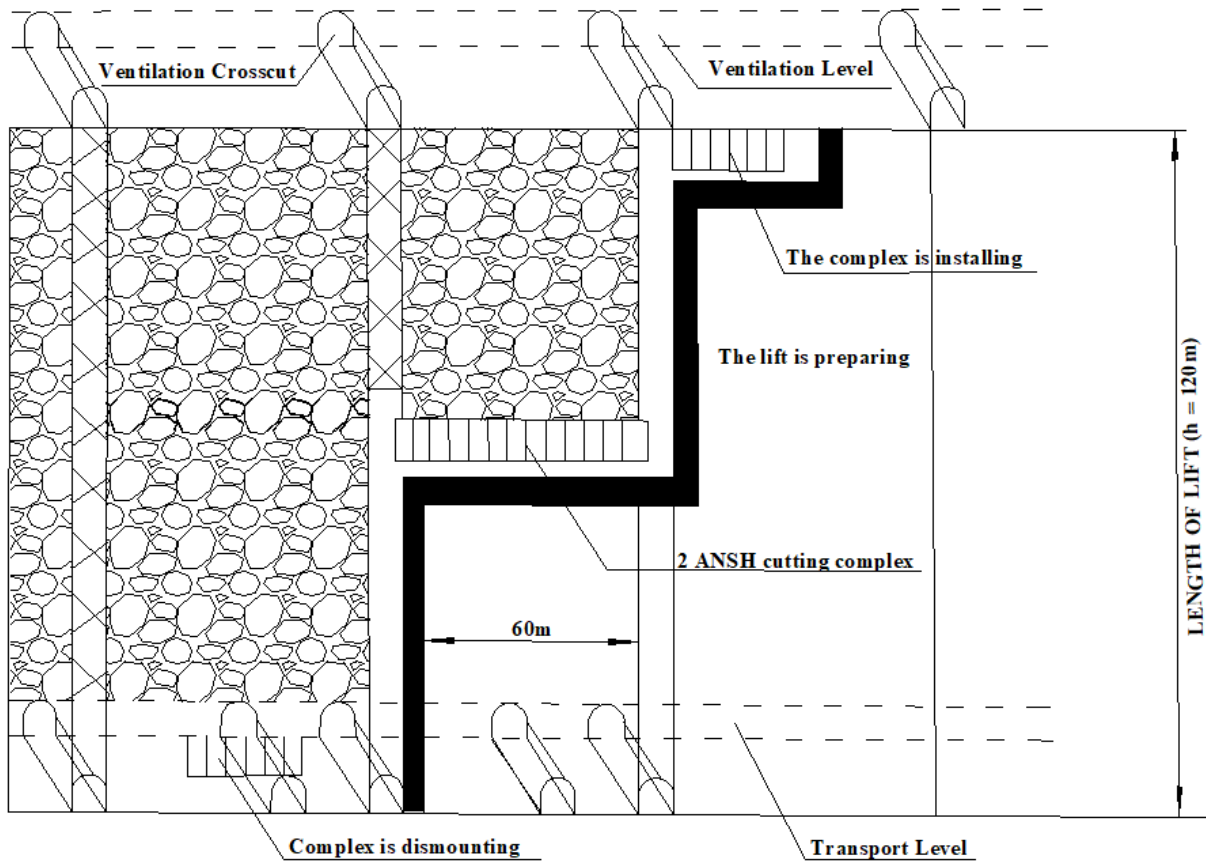 Ventilation Crosscut
Ventilation Level
The complex is installing
The lift is preparing
LENGTH OF LIFT (h = 120 m)
2 ANSH cutting complex
60m
Complex is dismounting
Transport Level